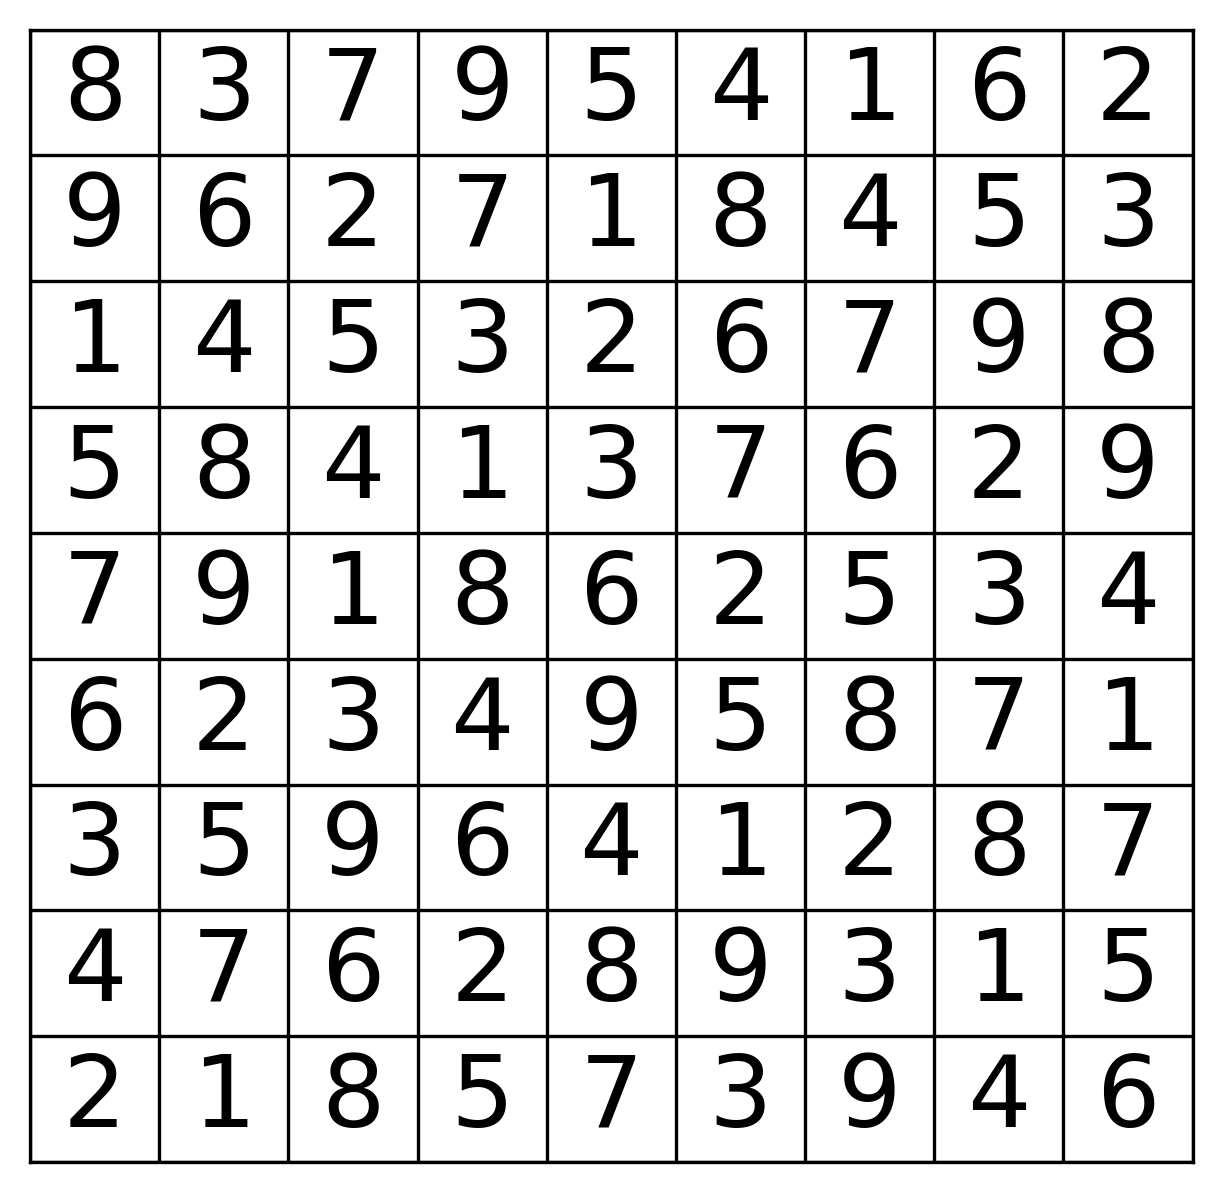 8 3 7 9 5 4 1 6 2
9 6 2 7 1 8 4 5 3
1 4 5 3 2 6 7 9 8
5 8 4 1 3 7 6 2 9
7 9 1 8 6 2 5 3 4
6 2 3 4 9 5 8 7 1
3 5 9 6 4 1 2 8 7
4 7 6 2 8 9 3 1 5
2 1 8 5 7 3 9 4 6